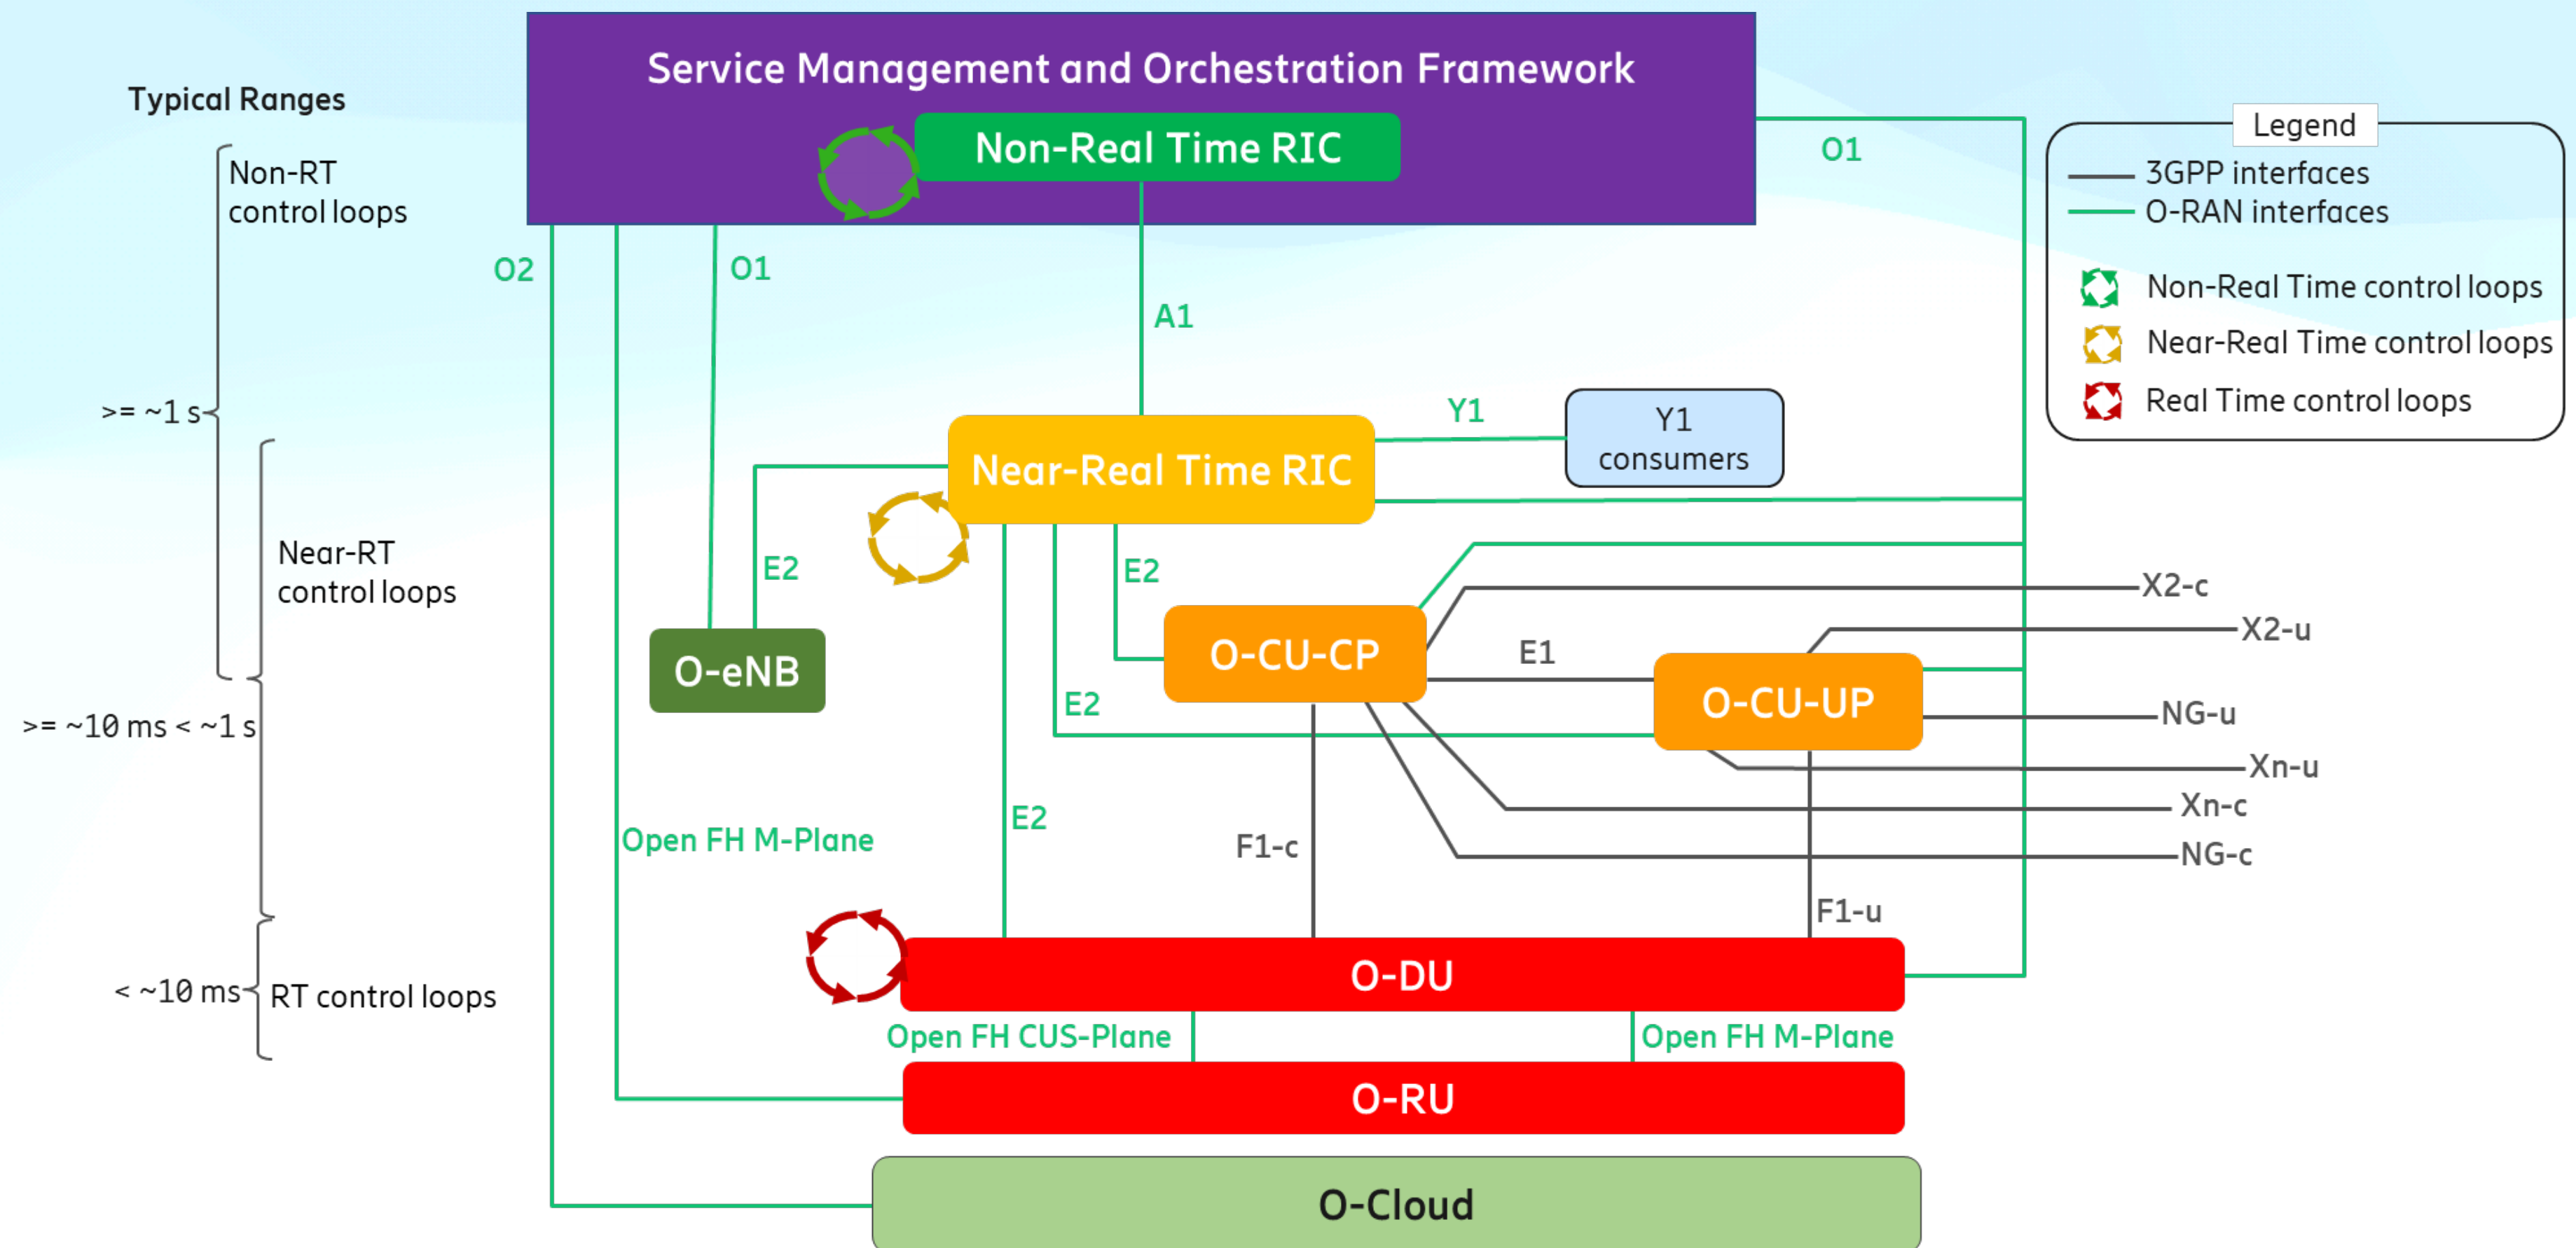 Service Management and Orchestration Framework
Non-Real Time RIC
Typical Ranges
Non-RT
control loops
>= ~1 s
Near-RT
control loops
>= ~10 ms < ~1 s
< ~10 ms
RT control loops
O2
O1
A1
O1
Legend
3GPP interfaces
O-RAN interfaces
Non-Real Time control loops
Near-Real Time control loops
Real Time control loops
Near-Real Time RIC
Y1
Y1
consumers
E2
E2
E2
E2
O-eNB
O-CU-CP
E1
O-CU-UP
X2-c
X2-u
NG-u
Xn-u
Xn-c
NG-c
Open FH M-Plane
F1-c
F1-u
O-DU
Open FH CUS-Plane
Open FH M-Plane
O-RU
O-Cloud